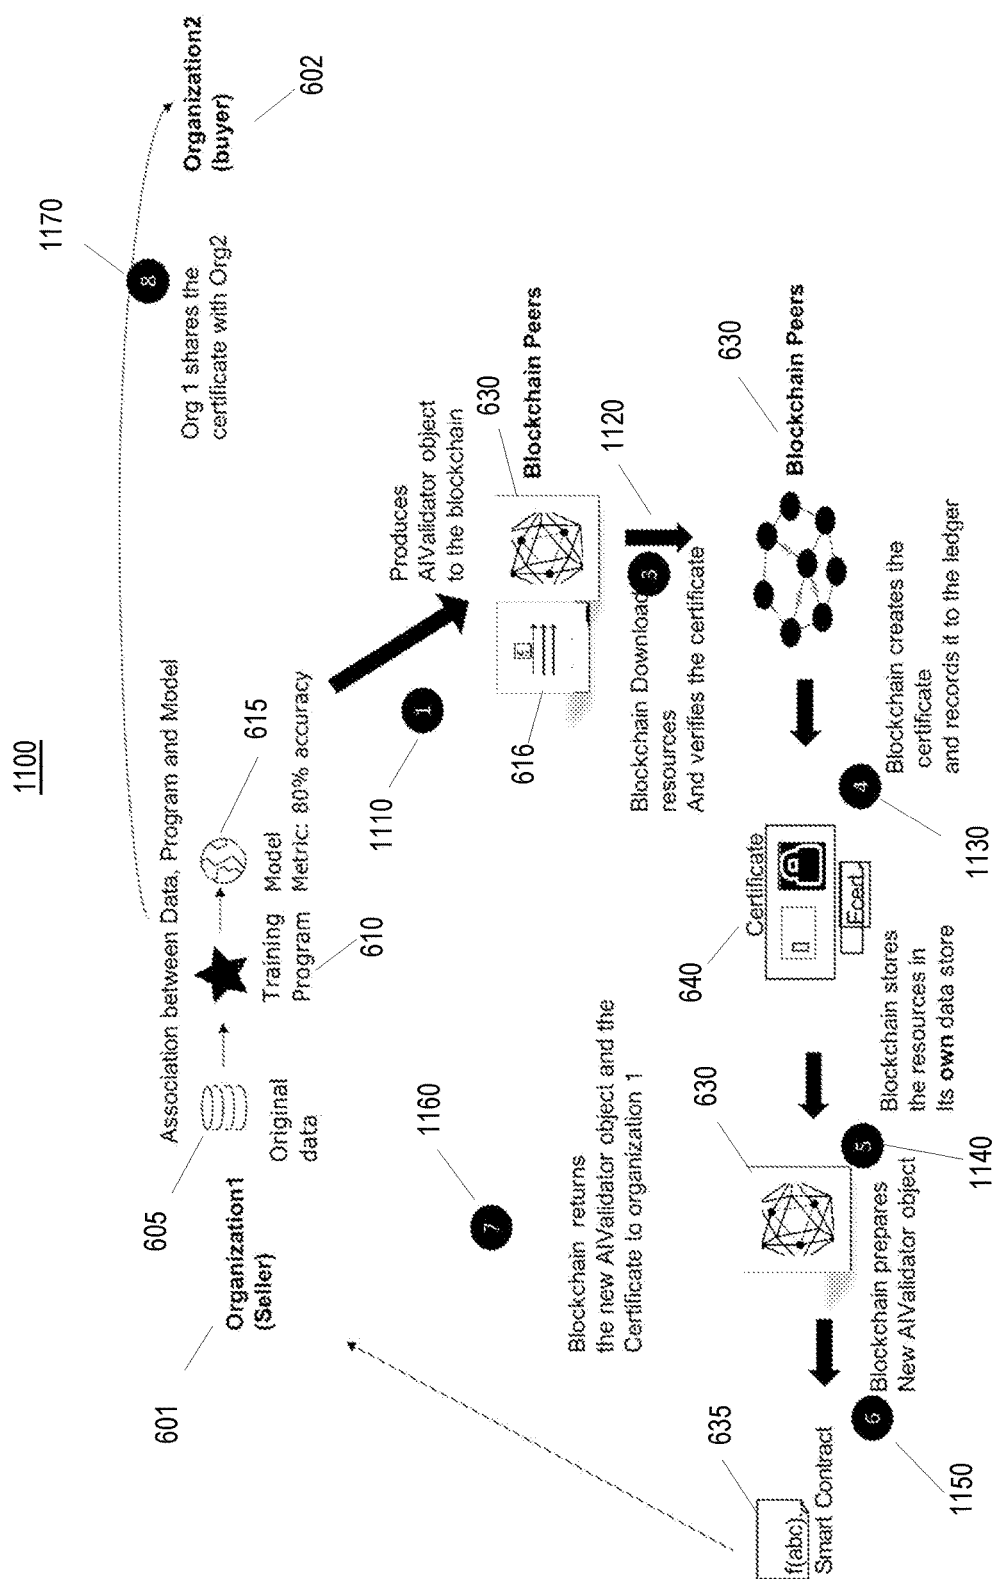 1100
Association between Data, Program and Model
605
601
Organization1
(Seller)
Original
data
Training
Program
610
Model
Metric: 80% accuracy
615
8
1170
Org 1 shares the
certificate with Org2
Organization2
(buyer)
602
1
1110
Produces
AIValidator object
to the blockchain
616
630
Blockchain Peers
3
1120
Blockchain Download
resources
And verifies the certificate
630
Blockchain Peers
4
1130
Blockchain creates the
certificate
and records it to the ledger
Certificate
640
Ecert
Blockchain stores
the resources in
Its own data store
5
1140
630
Blockchain prepares
New AIValidator object
6
1150
635
f(abc)
Smart Contract
7
1160
Blockchain returns
the new AIValidator object and the
Certificate to organization 1